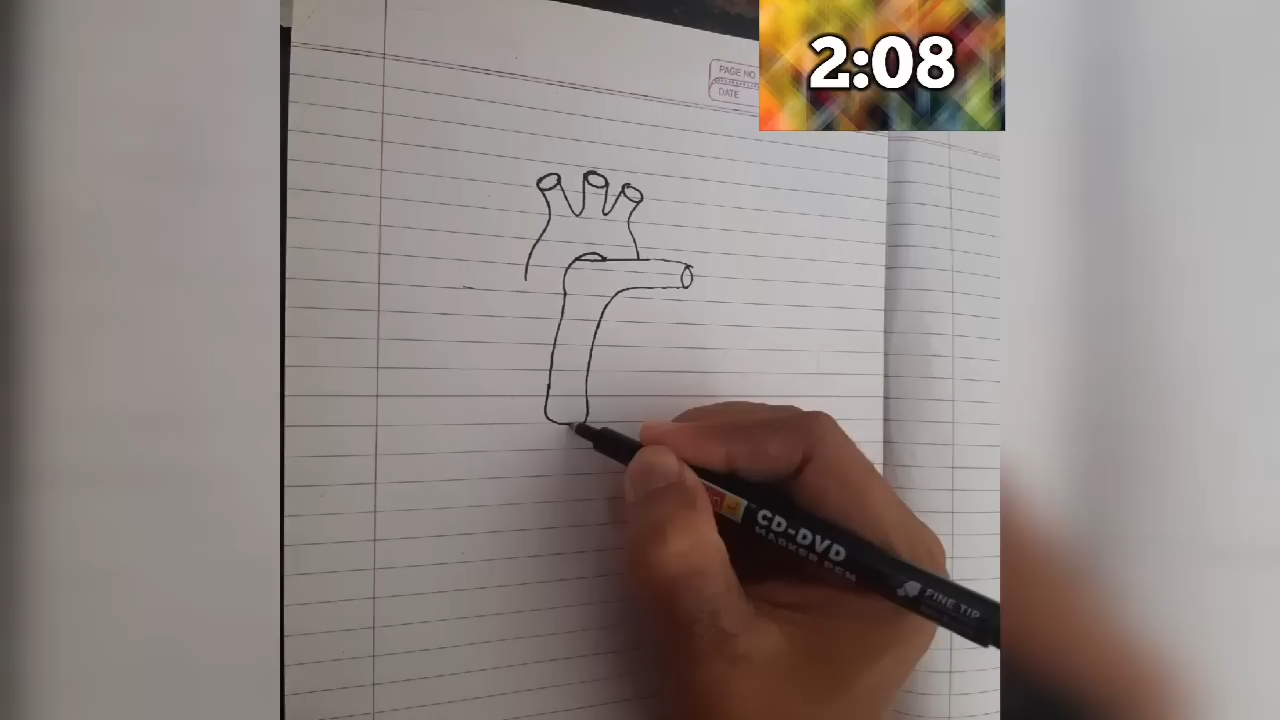 2:08
PAGE NO
DATE
CD-DVD
MARKER PEN
FINE TIP